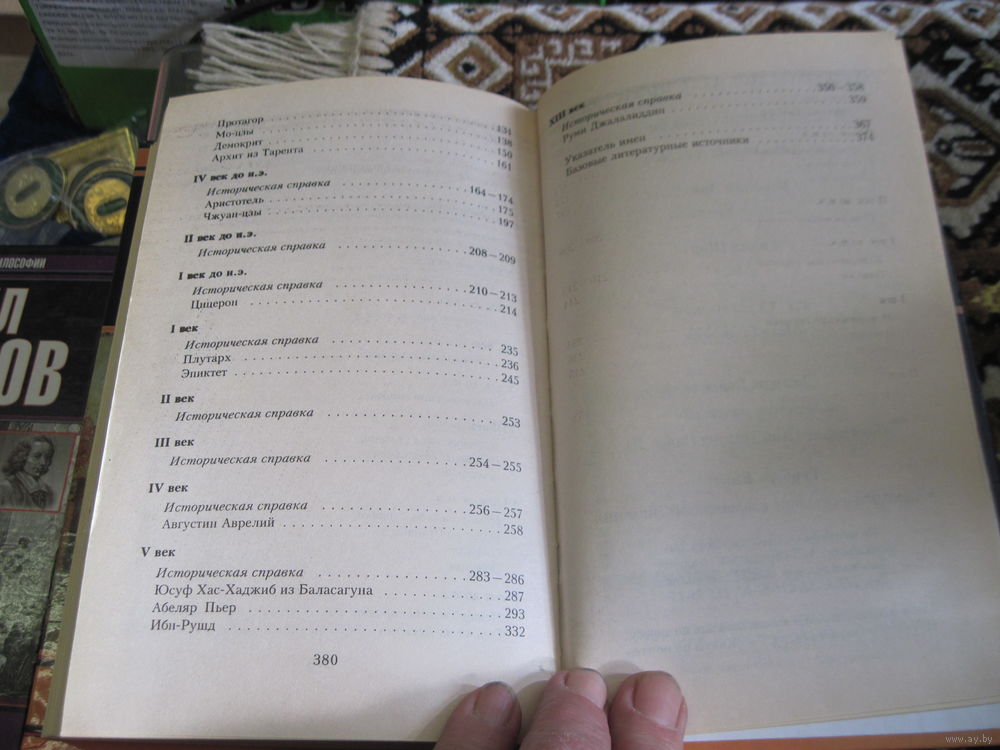 Протагор . . . 131
Мо-цзы . . . 138
Демокрит . . . 150
Архит из Тарента . . . 161
IV век до н.э.
Историческая справка . . . 164—174
Аристотель . . . 175
Чжуан-цзы . . . 197
II век до н.э.
Историческая справка . . . 208—209
I век до н.э.
Историческая справка . . . 210—213
Цицерон . . . 214
I век
Историческая справка . . . 235
Плутарх . . . 236
Эпиктет . . . 245
II век
Историческая справка . . . 253
III век
Историческая справка . . . 254—255
IV век
Историческая справка . . . 256—257
Августин Аврелий . . . 258
V век
Историческая справка . . . 283—286
Юсуф Хас-Хаджиб из Баласагуна . . . 287
Абеляр Пьер . . . 293
Ибн-Рушд . . . 332
380
XIII век
Историческая справка . . . 350—358
Руми Джалалиддин . . . 359
Указатель имен . . . 367
Базовые литературные источники . . . 374
www.ay.by